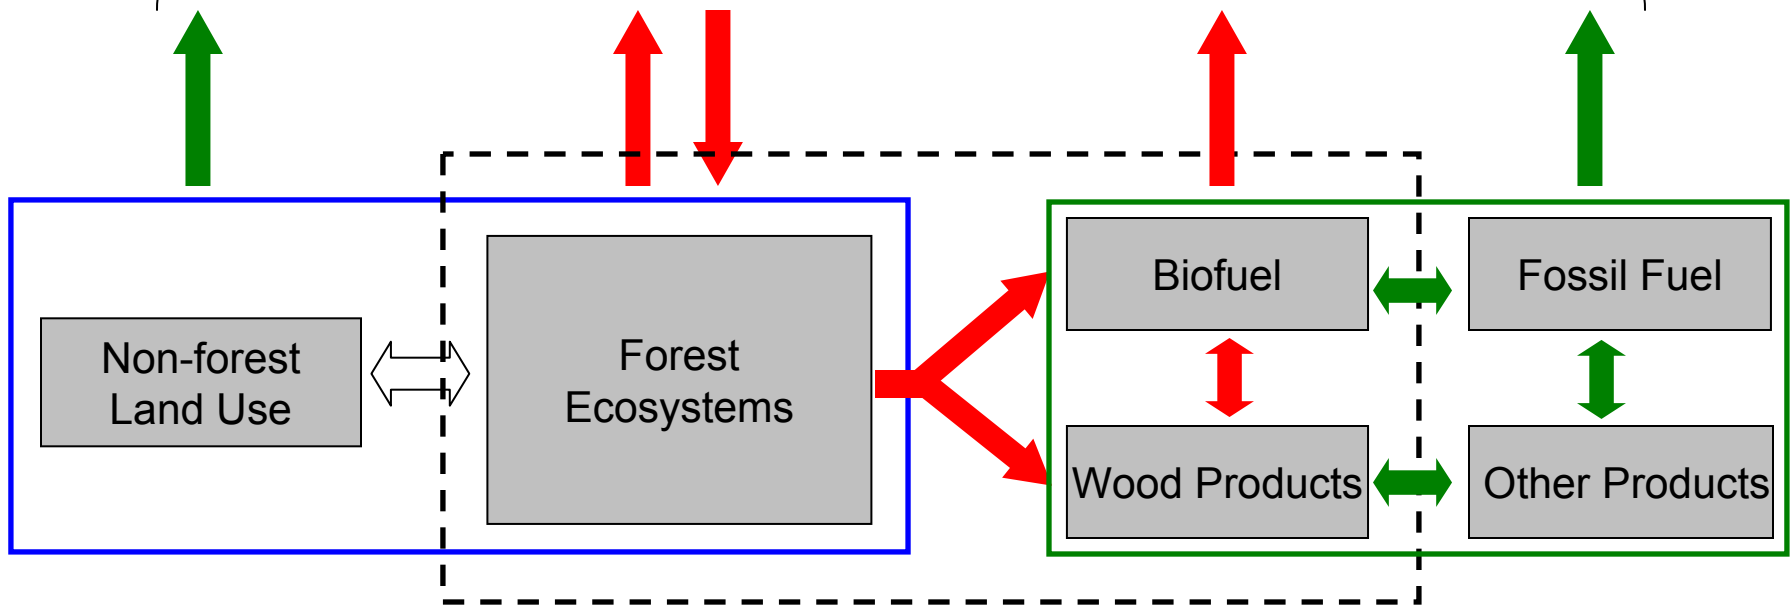 Non-forest
Land Use
Forest
Ecosystems
Biofuel
Fossil Fuel
Wood Products
Other Products